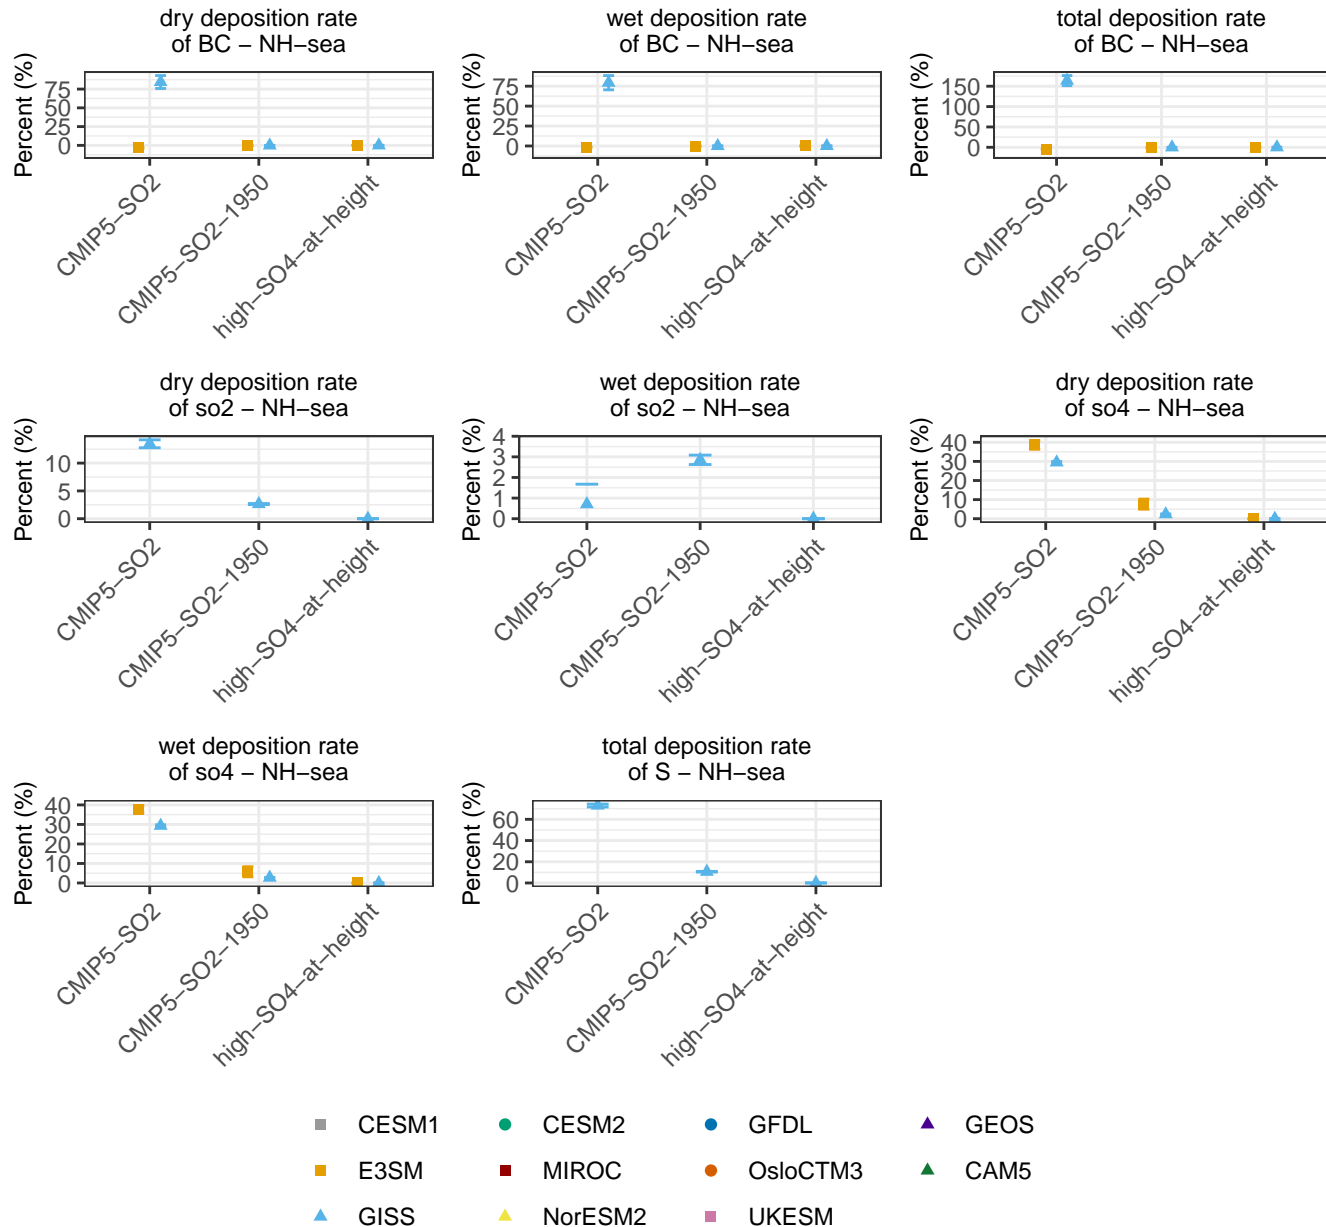 dry deposition rate
of BC − NH−sea
wet deposition rate
of BC − NH−sea
total deposition rate
of BC − NH−sea
Percent (%)
75
50
25
0
CMIP5−SO2
CMIP5−SO2−1950
high−SO4−at−height
75
50
25
0
CMIP5−SO2
CMIP5−SO2−1950
high−SO4−at−height
150
100
50
0
CMIP5−SO2
CMIP5−SO2−1950
high−SO4−at−height
dry deposition rate
of so2 − NH−sea
Percent (%)
10
5
0
CMIP5−SO2
CMIP5−SO2−1950
high−SO4−at−height
wet deposition rate
of so2 − NH−sea
Percent (%)
4
3
2
1
0
CMIP5−SO2
CMIP5−SO2−1950
high−SO4−at−height
dry deposition rate
of so4 − NH−sea
Percent (%)
40
30
20
10
0
CMIP5−SO2
CMIP5−SO2−1950
high−SO4−at−height
wet deposition rate
of so4 − NH−sea
Percent (%)
40
30
20
10
0
CMIP5−SO2
CMIP5−SO2−1950
high−SO4−at−height
total deposition rate
of S − NH−sea
Percent (%)
60
40
20
0
CMIP5−SO2
CMIP5−SO2−1950
high−SO4−at−height
CESM1
CESM2
GFDL
GEOS
E3SM
MIROC
OsloCTM3
CAM5
GISS
NorESM2
UKESM